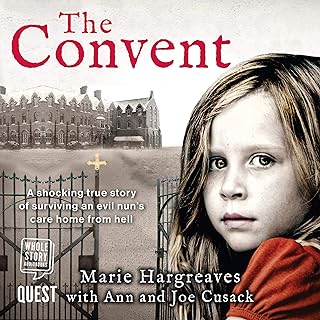 The
Convent
A shocking true story
of surviving an evil nun's
care home from hell
WHOLE
STORY
AUDIOBOOKS
QUEST
Marie Hargreaves
with Ann and Joe Cusack